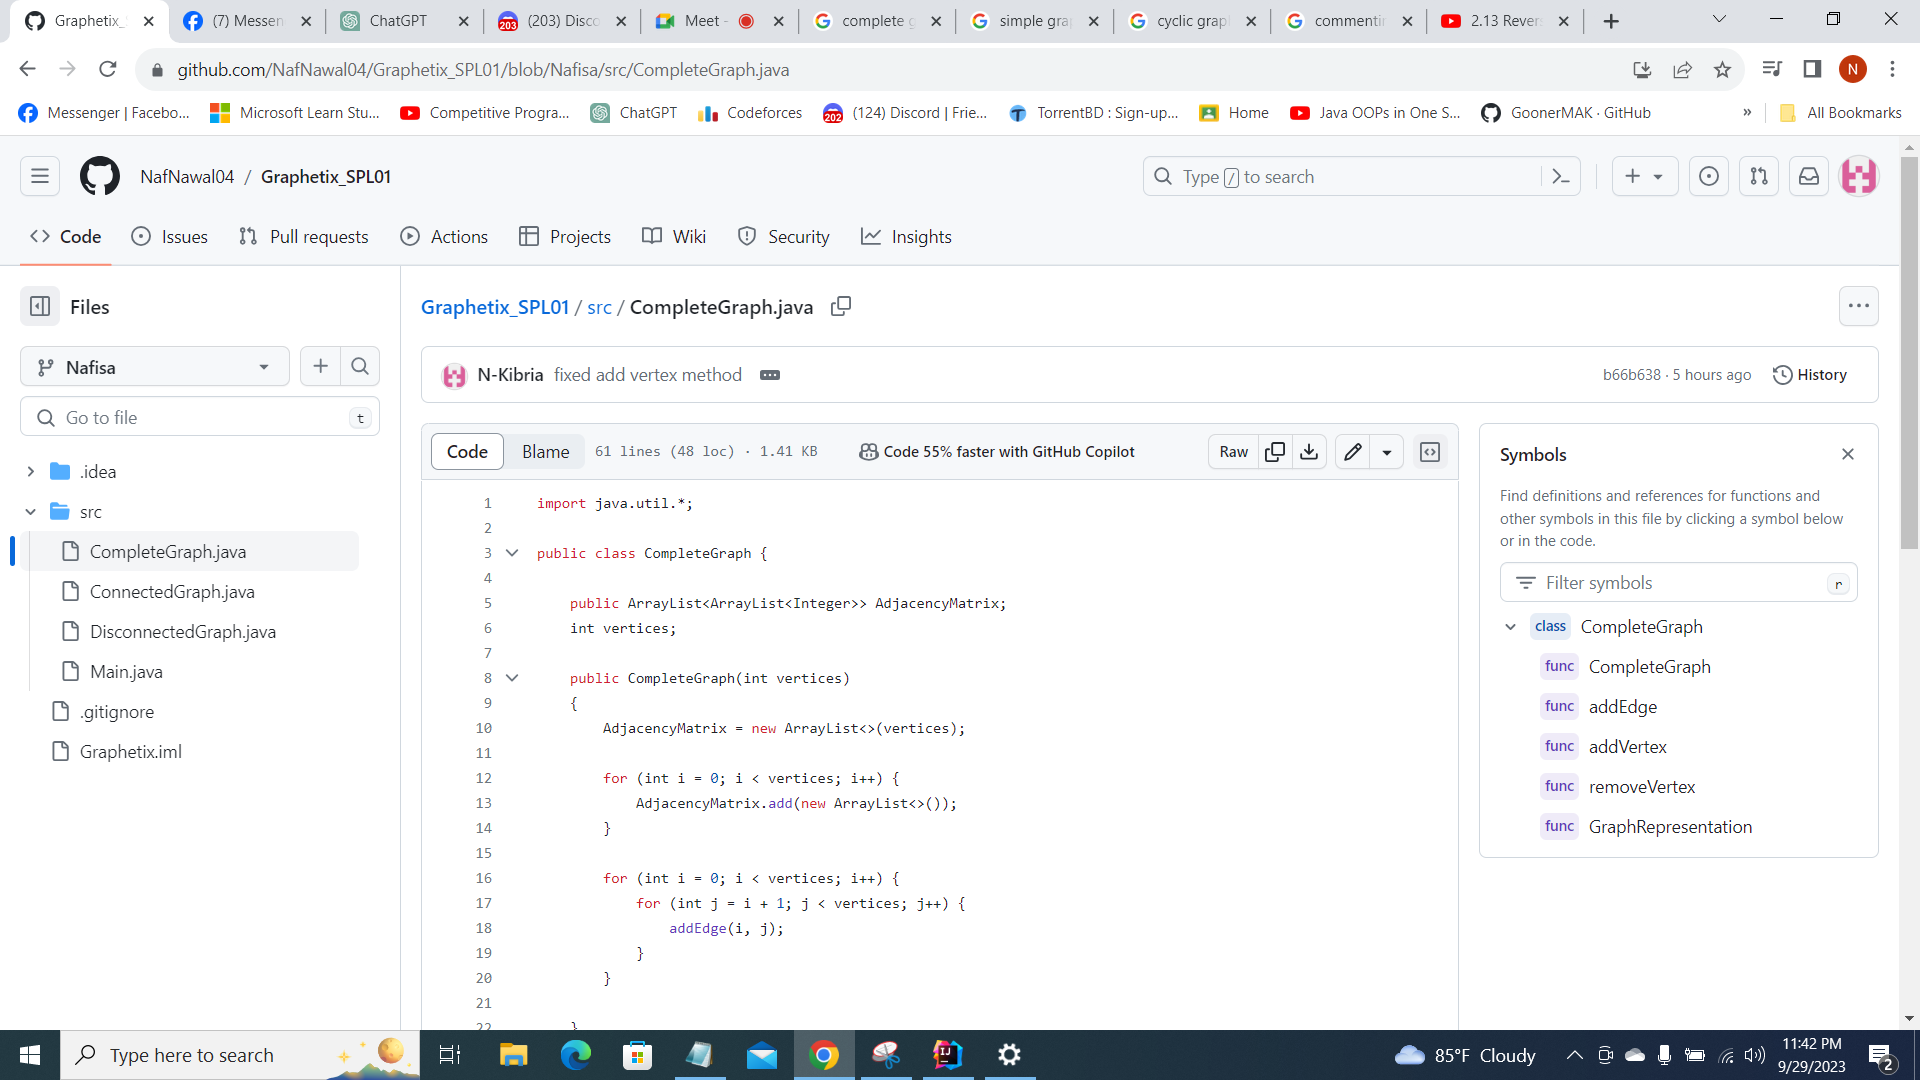 Graphetix_S
(7) Messen
ChatGPT
(203) Disco
203
Meet -
complete g
simple gra
cyclic grap
commentin
2.13 Revers
github.com/NafNawal04/Graphetix_SPL01/blob/Nafisa/src/CompleteGraph.java
N
Messenger | Facebo...
Microsoft Learn Stu...
Competitive Progra...
ChatGPT
Codeforces
202
(124) Discord | Frie...
TorrentBD : Sign-up...
Home
Java OOPs in One S...
GoonerMAK · GitHub
»
All Bookmarks
NafNawal04 / Graphetix_SPL01
Type / to search
Code
Issues
Pull requests
Actions
Projects
Wiki
Security
Insights
Files
Nafisa
Go to file
t
.idea
src
CompleteGraph.java
ConnectedGraph.java
DisconnectedGraph.java
Main.java
.gitignore
Graphetix.iml
Graphetix_SPL01 / src / CompleteGraph.java
N-Kibria fixed add vertex method
b66b638 · 5 hours ago
History
Code
Blame
61 lines (48 loc) · 1.41 KB
Code 55% faster with GitHub Copilot
Raw
1 import java.util.*;
2
3 public class CompleteGraph {
4
5 public ArrayList<ArrayList<Integer>> AdjacencyMatrix;
6 int vertices;
7
8 public CompleteGraph(int vertices)
9 {
10 AdjacencyMatrix = new ArrayList<>(vertices);
11
12 for (int i = 0; i < vertices; i++) {
13 AdjacencyMatrix.add(new ArrayList<>());
14 }
15
16 for (int i = 0; i < vertices; i++) {
17 for (int j = i + 1; j < vertices; j++) {
18 addEdge(i, j);
19 }
20 }
21
22 }
Symbols
Find definitions and references for functions and
other symbols in this file by clicking a symbol below
or in the code.
Filter symbols
r
class CompleteGraph
func CompleteGraph
func addEdge
func addVertex
func removeVertex
func GraphRepresentation
Type here to search
85°F Cloudy
11:42 PM
9/29/2023
2